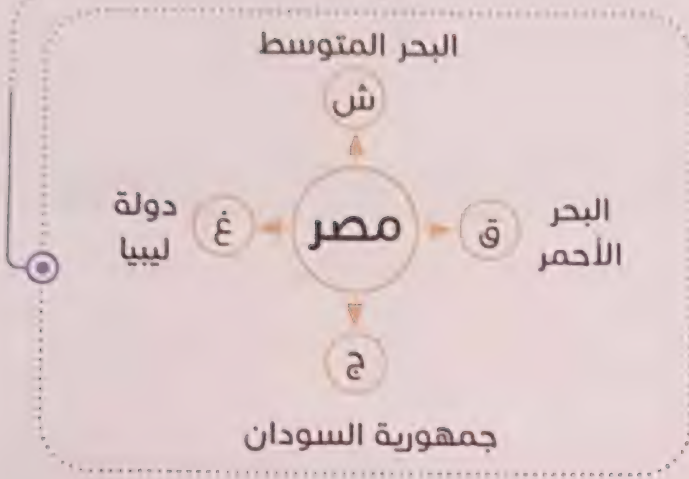 البحر المتوسط
ش
البحر
الأحمر
ق
مصر
غ
دولة
ليبيا
ج
جمهورية السودان